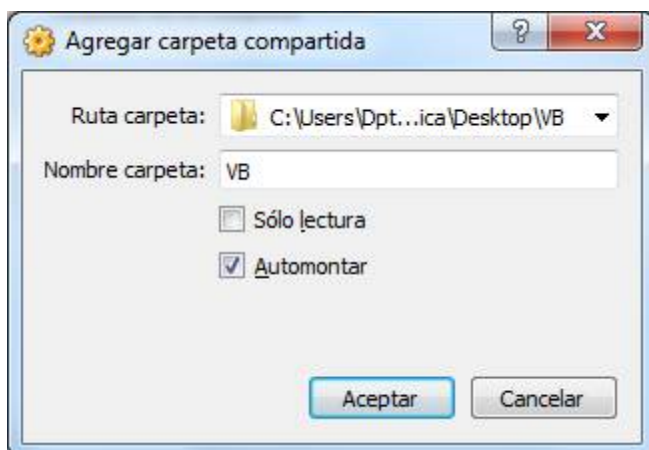 Agregar carpeta compartida
Ruta carpeta: C:\Users\Dpt...ica\Desktop\VB
Nombre carpeta: VB
Sólo lectura
Automontar
Aceptar Cancelar